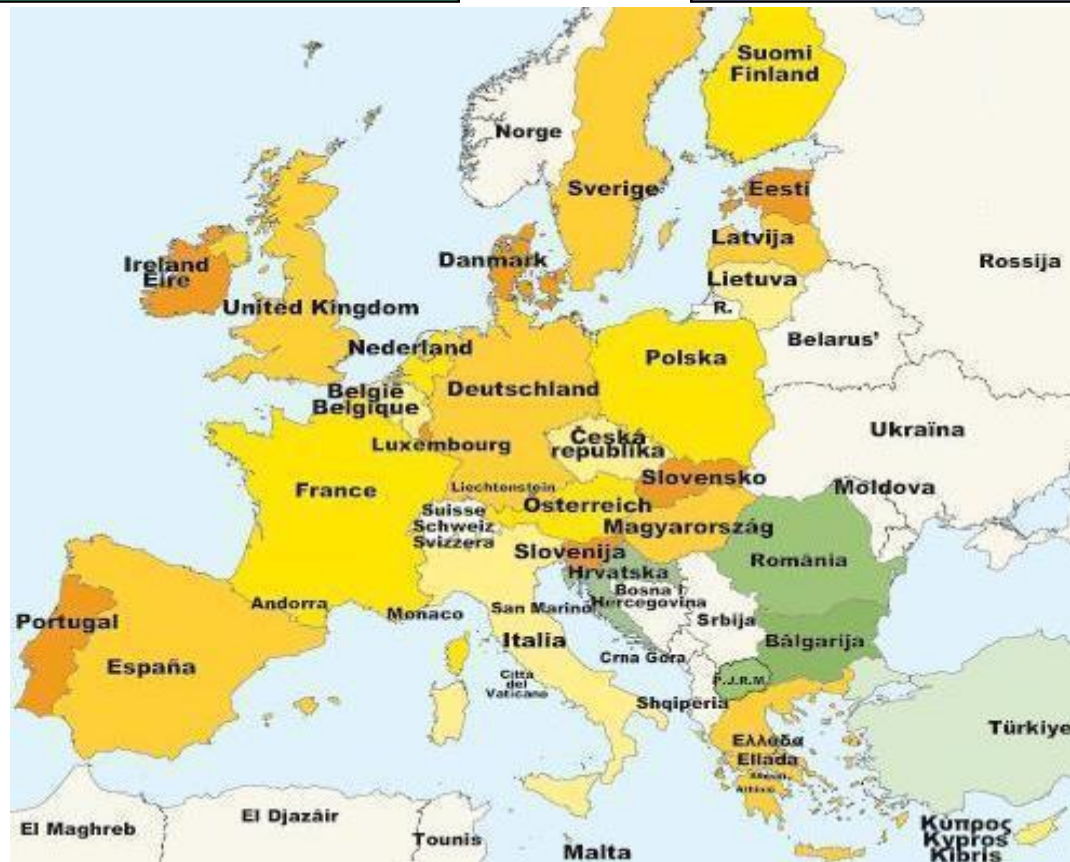 Suomi
Finland
Norge
Sverige
Eesti
Ireland
Eire
Danmark
Latvija
Rossija
Lietuva
United Kingdom
R.
Belarus'
Nederland
Polska
België
Belgique
Deutschland
Luxembourg
Česká
republika
Ukraïna
France
Liechtenstein
Slovensko
Moldova
Suisse
Schweiz
Svizzera
Österreich
Magyarország
Slovenija
Hrvatska
România
Andorra
Monaco
San Marino
Bosna i
Hercegovina
Srbija
Portugal
España
Italia
Bâlgarija
Crna Gora
Città
del
Vaticano
P.J.R.M.
Shqipëria
Türkiye
Ελλάδα
Ellada
El Maghreb
El Djazâir
Tounis
Malta
Κύπρος
Kypros
Kibris